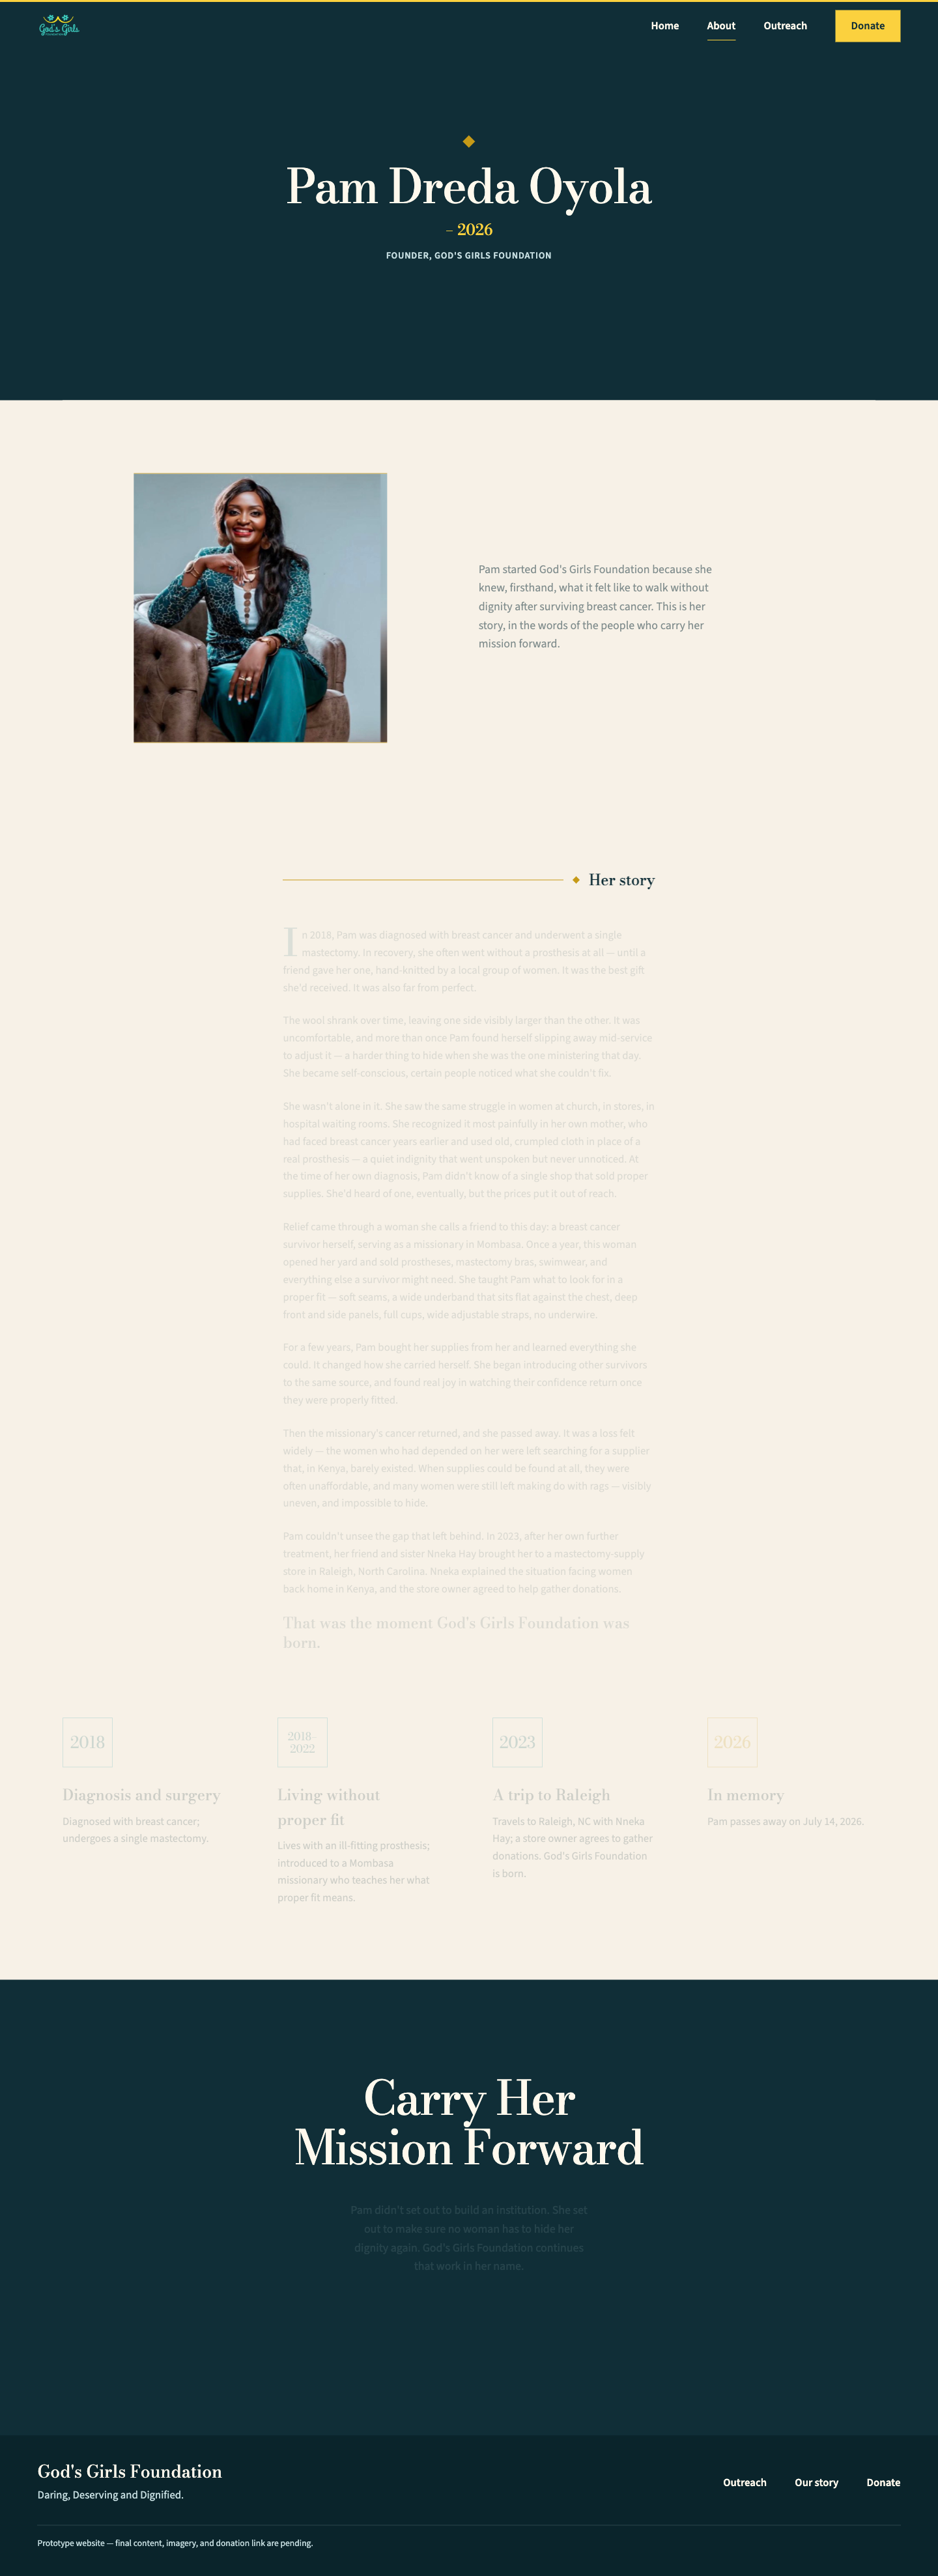 God's Girls
Home
About
Outreach
Donate
Pam Dreda Oyola
– 2026
FOUNDER, GOD'S GIRLS FOUNDATION
Pam started God's Girls Foundation because she
knew, firsthand, what it felt like to walk without
dignity after surviving breast cancer. This is her
story, in the words of the people who carry her
mission forward.
Her story
In 2018, Pam was diagnosed with breast cancer and underwent a single
mastectomy. In recovery, she often went without a prosthesis at all — until a
friend gave her one, hand-knitted by a local group of women. It was the best gift
she'd received. It was also far from perfect.
The wool shrank over time, leaving one side visibly larger than the other. It was
uncomfortable, and more than once Pam found herself slipping away mid-service
to adjust it — a harder thing to hide when she was the one ministering that day.
She became self-conscious, certain people noticed what she couldn't fix.
She wasn't alone in it. She saw the same struggle in women at church, in stores, in
hospital waiting rooms. She recognized it most painfully in her own mother, who
had faced breast cancer years earlier and used old, crumpled cloth in place of a
real prosthesis — a quiet indignity that went unspoken but never unnoticed. At
the time of her own diagnosis, Pam didn't know of a single shop that sold proper
supplies. She'd heard of one, eventually, but the prices put it out of reach.
Relief came through a woman she calls a friend to this day: a breast cancer
survivor herself, serving as a missionary in Mombasa. Once a year, this woman
opened her yard and sold prostheses, mastectomy bras, swimwear, and
everything else a survivor might need. She taught Pam what to look for in a
proper fit — soft seams, a wide underband that sits flat against the chest, deep
front and side panels, full cups, wide adjustable straps, no underwire.
For a few years, Pam bought her supplies from her and learned everything she
could. It changed how she carried herself. She began introducing other survivors
to the same source, and found real joy in watching their confidence return once
they were properly fitted.
Then the missionary's cancer returned, and she passed away. It was a loss felt
widely — the women who had depended on her were left searching for a supplier
that, in Kenya, barely existed. When supplies could be found at all, they were
often unaffordable, and many women were still left making do with rags — visibly
uneven, and impossible to hide.
Pam couldn't unsee the gap that left behind. In 2023, after her own further
treatment, her friend and sister Nneka Hay brought her to a mastectomy-supply
store in Raleigh, North Carolina. Nneka explained the situation facing women
back home in Kenya, and the store owner agreed to help gather donations.
That was the moment God's Girls Foundation was
born.
2018
Diagnosis and surgery
Diagnosed with breast cancer;
undergoes a single mastectomy.
2018–
2022
Living without
proper fit
Lives with an ill-fitting prosthesis;
introduced to a Mombasa
missionary who teaches her what
proper fit means.
2023
A trip to Raleigh
Travels to Raleigh, NC with Nneka
Hay; a store owner agrees to gather
donations. God's Girls Foundation
is born.
2026
In memory
Pam passes away on July 14, 2026.
Carry Her
Mission Forward
Pam didn't set out to build an institution. She set
out to make sure no woman has to hide her
dignity again. God's Girls Foundation continues
that work in her name.
God's Girls Foundation
Daring, Deserving and Dignified.
Outreach
Our story
Donate
Prototype website — final content, imagery, and donation link are pending.